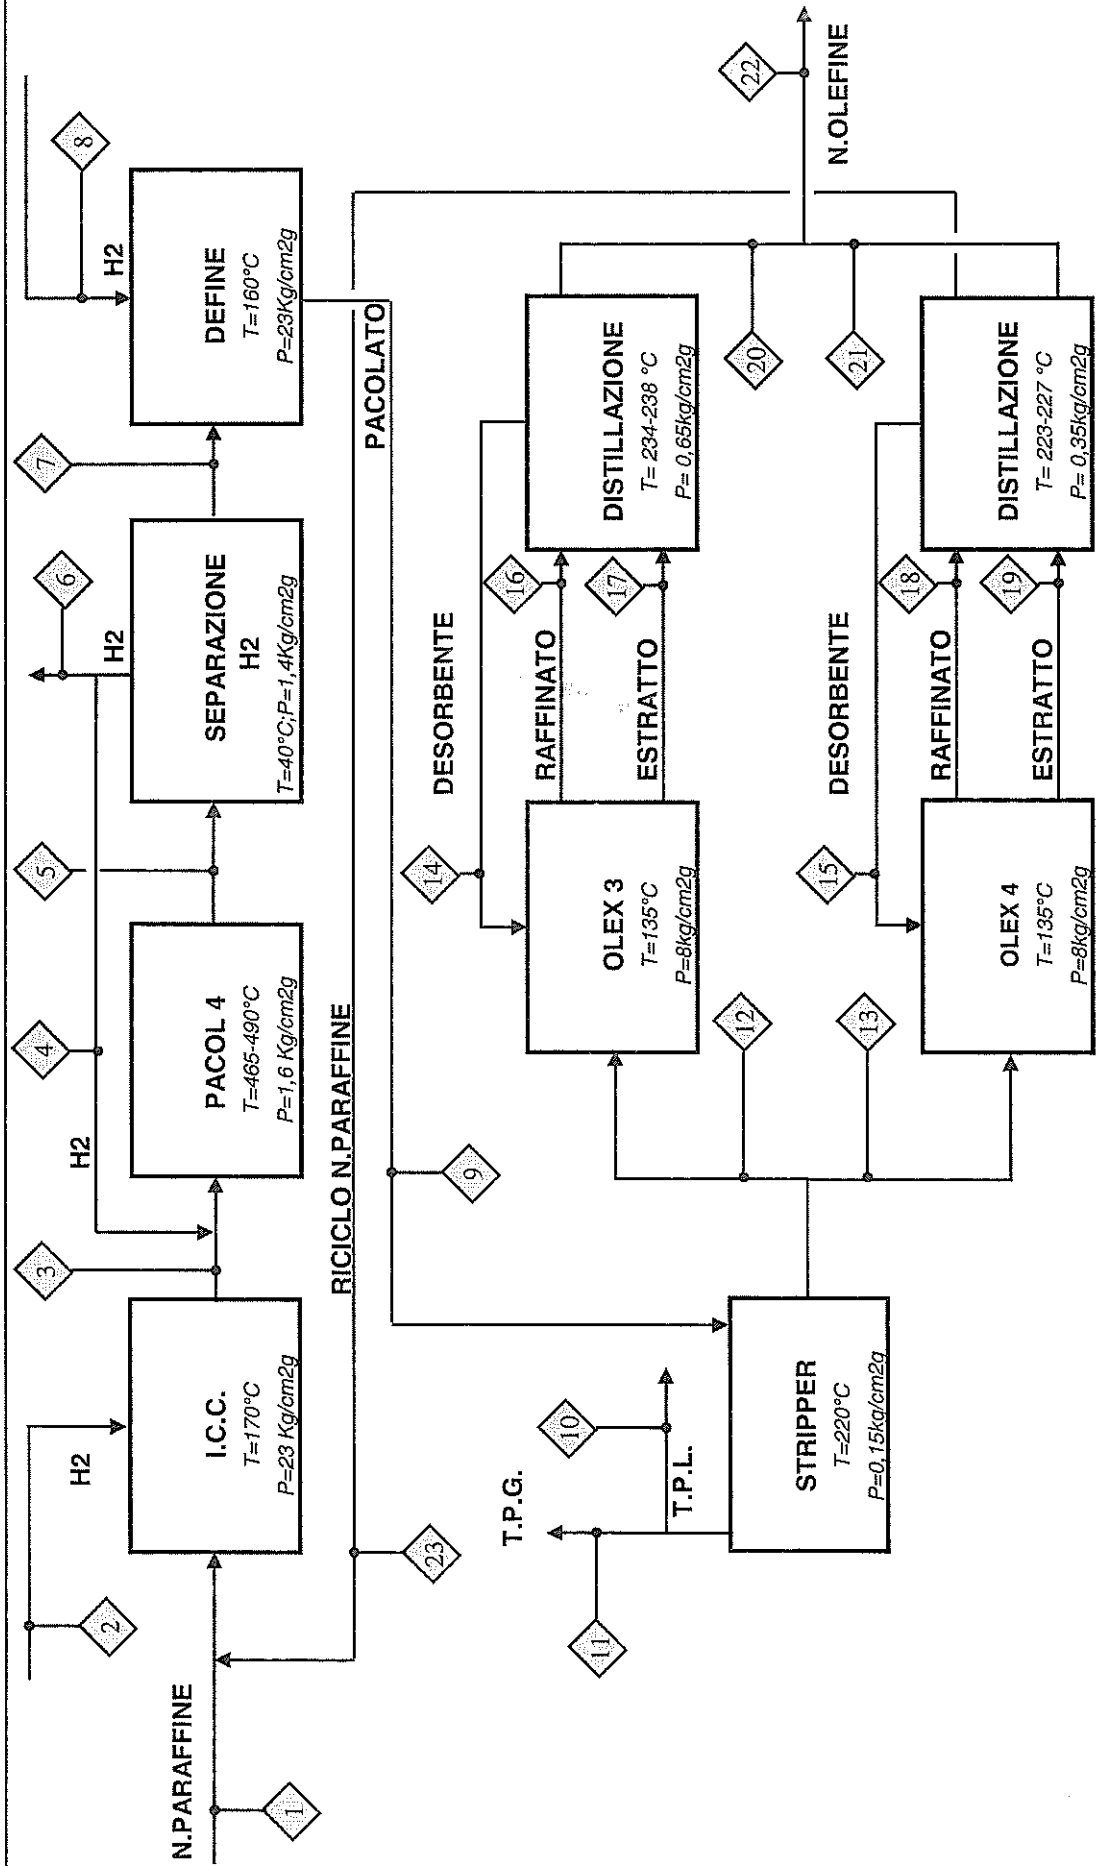 N.PARAFFINE
1
2
H2
I.C.C.
T=170°C
P=23 Kg/cm2g
3
H2
4
PACOL 4
T=465-490°C
P=1,6 Kg/cm2g
5
SEPARAZIONE
H2
T=40°C;P=1,4Kg/cm2g
H2
6
7
DEFINE
T=160°C
P=23Kg/cm2g
H2
8
23
RICICLO N.PARAFFINE
PACOLATO
9
T.P.G.
11
T.P.L.
10
STRIPPER
T=220°C
P=0,15kg/cm2g
12
13
OLEX 3
T=135°C
P=8kg/cm2g
14
DESORBENTE
RAFFINATO
ESTRATTO
16
17
DISTILLAZIONE
T= 234-238 °C
P= 0,65kg/cm2g
20
21
22
N.OLEFINE
OLEX 4
T=135°C
P=8kg/cm2g
15
DESORBENTE
RAFFINATO
ESTRATTO
18
19
DISTILLAZIONE
T= 223-227 °C
P= 0,35kg/cm2g